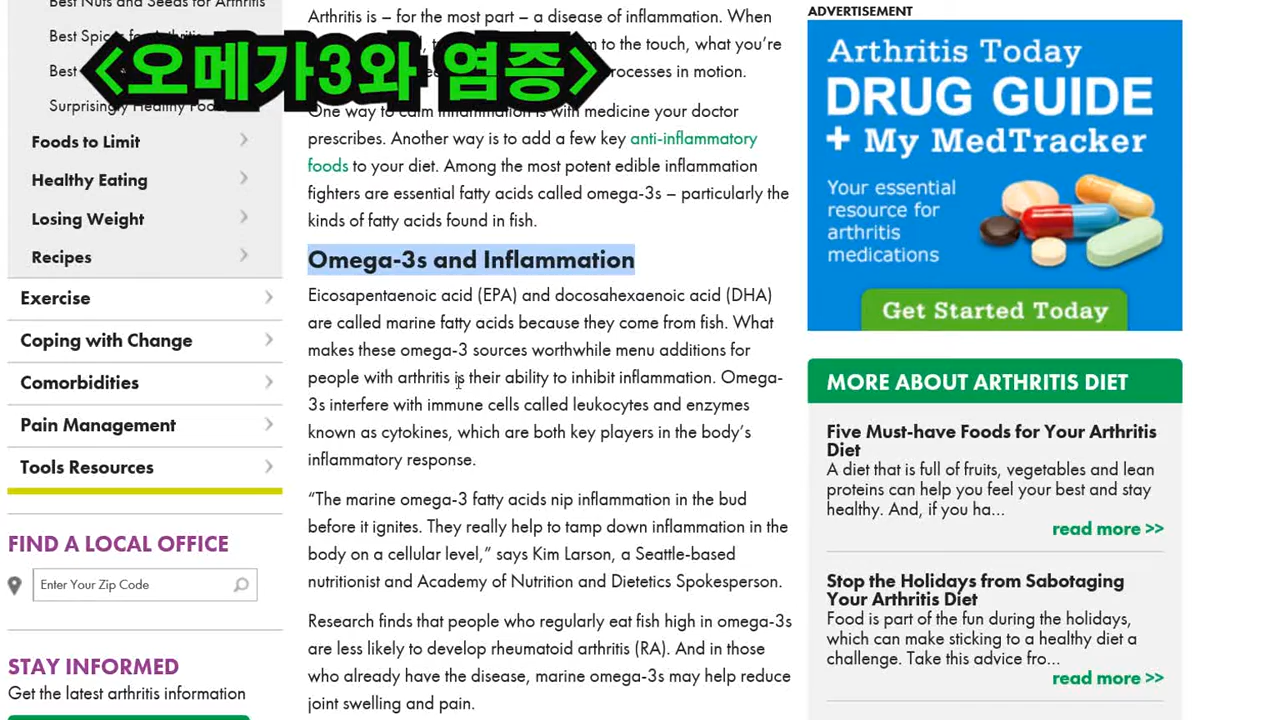 Best Nuts and Seeds for Arthritis
Best Spices for Arthritis
Best
Surprisingly Healthy Foods
Foods to Limit
Healthy Eating
Losing Weight
Recipes
Exercise
Coping with Change
Comorbidities
Pain Management
Tools Resources
FIND A LOCAL OFFICE
Enter Your Zip Code
STAY INFORMED
Get the latest arthritis information
<오메가3와 염증>
Arthritis is – for the most part – a disease of inflammation. When
to the touch, what you’re
processes in motion.
One way to calm inflammation is with medicine your doctor
prescribes. Another way is to add a few key anti-inflammatory
foods to your diet. Among the most potent edible inflammation
fighters are essential fatty acids called omega-3s – particularly the
kinds of fatty acids found in fish.
Omega-3s and Inflammation
Eicosapentaenoic acid (EPA) and docosahexaenoic acid (DHA)
are called marine fatty acids because they come from fish. What
makes these omega-3 sources worthwhile menu additions for
people with arthritis is their ability to inhibit inflammation. Omega-
3s interfere with immune cells called leukocytes and enzymes
known as cytokines, which are both key players in the body’s
inflammatory response.
“The marine omega-3 fatty acids nip inflammation in the bud
before it ignites. They really help to tamp down inflammation in the
body on a cellular level,” says Kim Larson, a Seattle-based
nutritionist and Academy of Nutrition and Dietetics Spokesperson.
Research finds that people who regularly eat fish high in omega-3s
are less likely to develop rheumatoid arthritis (RA). And in those
who already have the disease, marine omega-3s may help reduce
joint swelling and pain.
ADVERTISEMENT
Arthritis Today
DRUG GUIDE
+ My MedTracker
Your essential
resource for
arthritis
medications
Get Started Today
MORE ABOUT ARTHRITIS DIET
Five Must-have Foods for Your Arthritis
Diet
A diet that is full of fruits, vegetables and lean
proteins can help you feel your best and stay
healthy. And, if you ha...
read more >>
Stop the Holidays from Sabotaging
Your Arthritis Diet
Food is part of the fun during the holidays,
which can make sticking to a healthy diet a
challenge. Take this advice fro...
read more >>